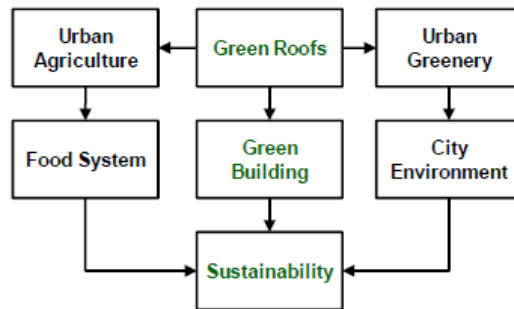 Urban
Agriculture
Green Roofs
Urban
Greenery
Food System
Green
Building
City
Environment
Sustainability